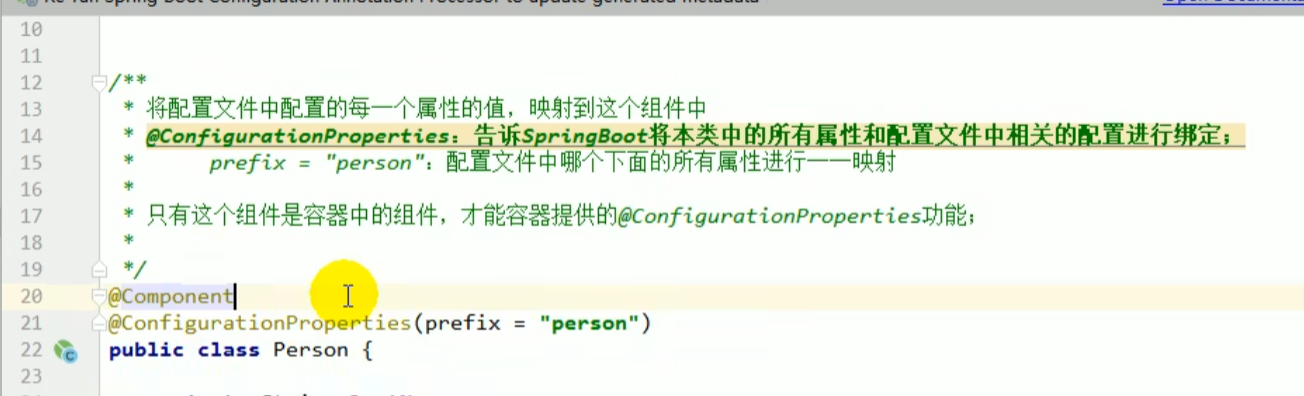 Re-run Spring Boot Configuration Annotation Processor to update generated metadata
10
11
12 /**
13 * 将配置文件中配置的每一个属性的值，映射到这个组件中
14 * @ConfigurationProperties：告诉SpringBoot将本类中的所有属性和配置文件中相关的配置进行绑定；
15 * prefix = "person"：配置文件中哪个下面的所有属性进行一一映射
16 *
17 * 只有这个组件是容器中的组件，才能容器提供的@ConfigurationProperties功能；
18 *
19 */
20 @Component
21 @ConfigurationProperties(prefix = "person")
22 public class Person {
23